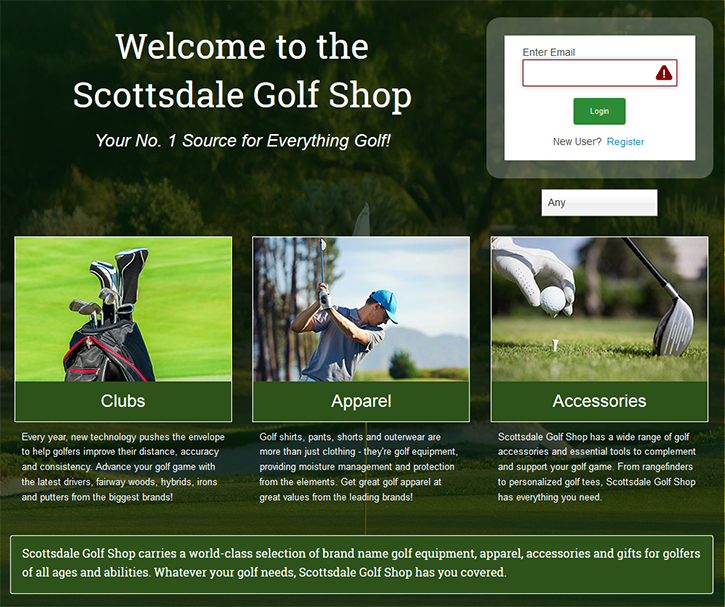 Welcome to the
Scottsdale Golf Shop
Your No. 1 Source for Everything Golf!
Enter Email
Login
New User? Register
Any
Clubs
Every year, new technology pushes the envelope
to help golfers improve their distance, accuracy
and consistency. Advance your golf game with
the latest drivers, fairway woods, hybrids, irons
and putters from the biggest brands!
Apparel
Golf shirts, pants, shorts and outerwear are
more than just clothing - they're golf equipment,
providing moisture management and protection
from the elements. Get great golf apparel at
great values from the leading brands!
Accessories
Scottsdale Golf Shop has a wide range of golf
accessories and essential tools to complement
and support your golf game. From rangefinders
to personalized golf tees, Scottsdale Golf Shop
has everything you need.
Scottsdale Golf Shop carries a world-class selection of brand name golf equipment, apparel, accessories and gifts for golfers
of all ages and abilities. Whatever your golf needs, Scottsdale Golf Shop has you covered.